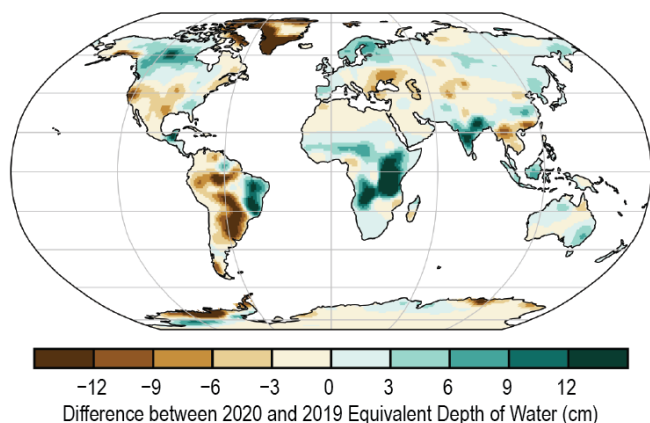 −12 −9 −6 −3 0 3 6 9 12
Difference between 2020 and 2019 Equivalent Depth of Water (cm)